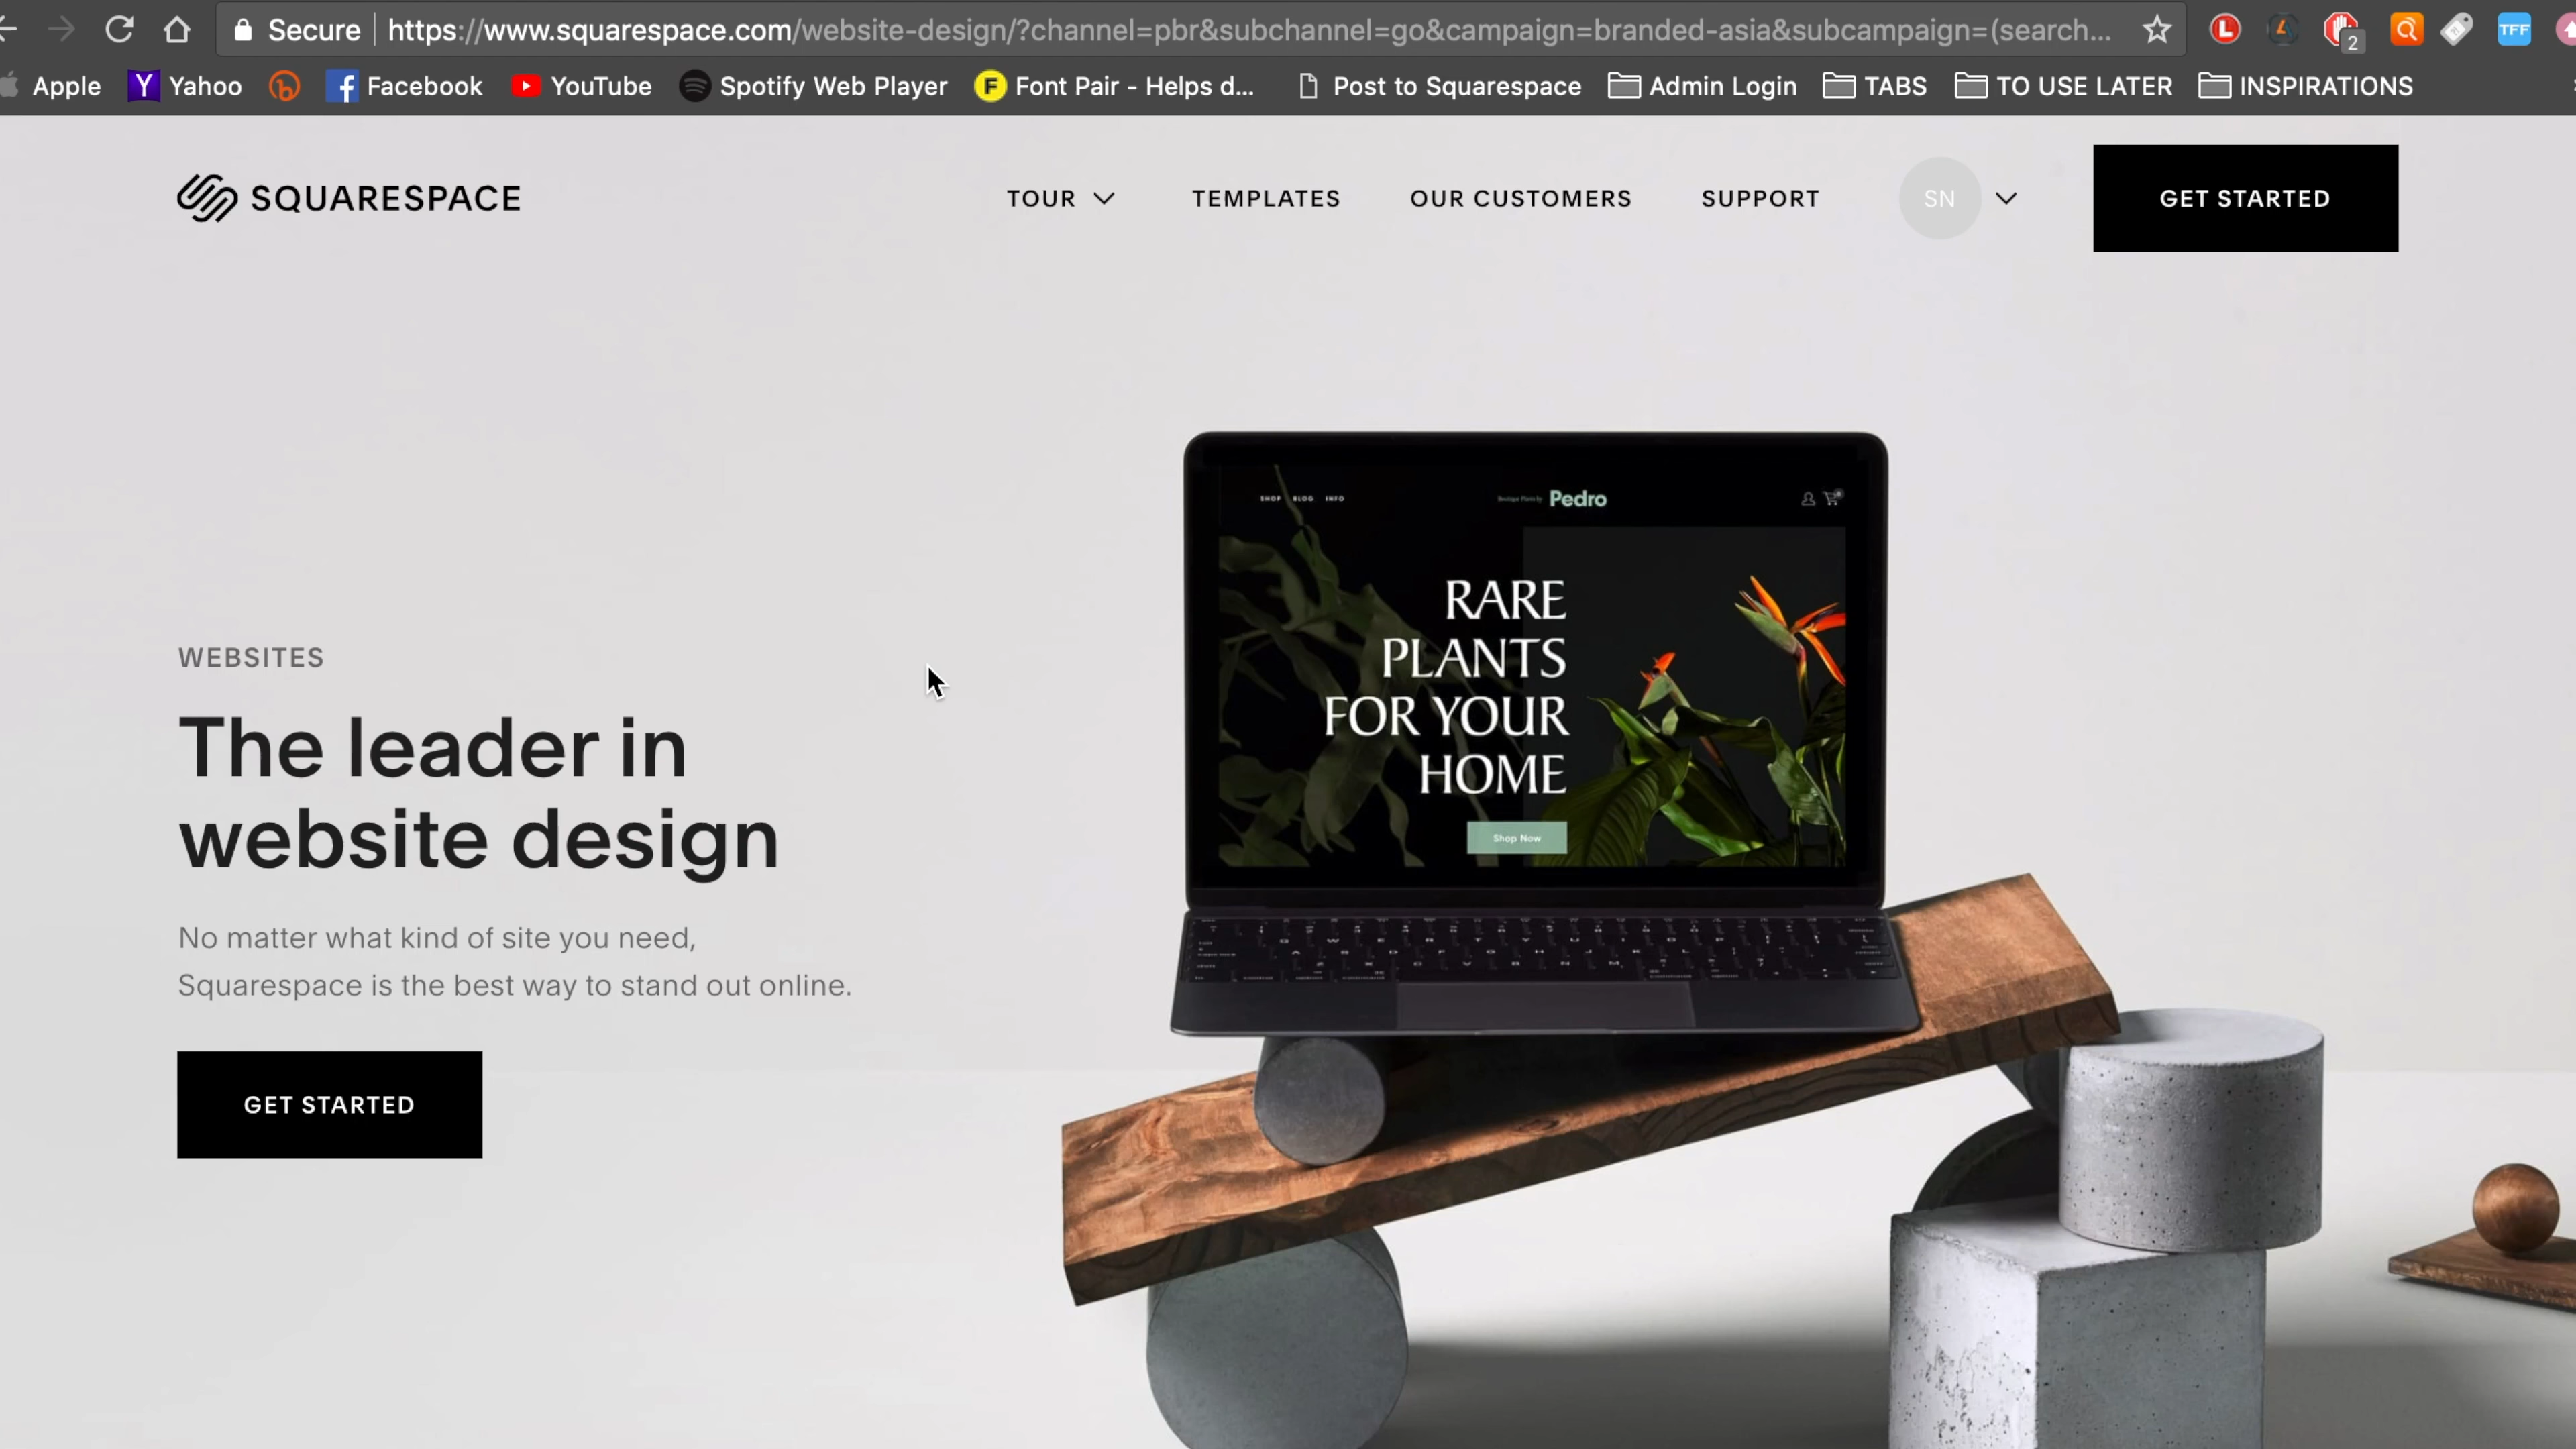 Secure https://www.squarespace.com/website-design/?channel=pbr&subchannel=go&campaign=branded-asia&subcampaign=(search...
2
TFF
Apple Yahoo Facebook YouTube Spotify Web Player Font Pair - Helps d... Post to Squarespace Admin Login TABS TO USE LATER INSPIRATIONS
SQUARESPACE TOUR TEMPLATES OUR CUSTOMERS SUPPORT SN GET STARTED
SHOP BLOG INFO
Boutique Plants by Pedro
RARE
PLANTS
FOR YOUR
HOME
Shop Now
WEBSITES
The leader in
website design
No matter what kind of site you need,
Squarespace is the best way to stand out online.
GET STARTED